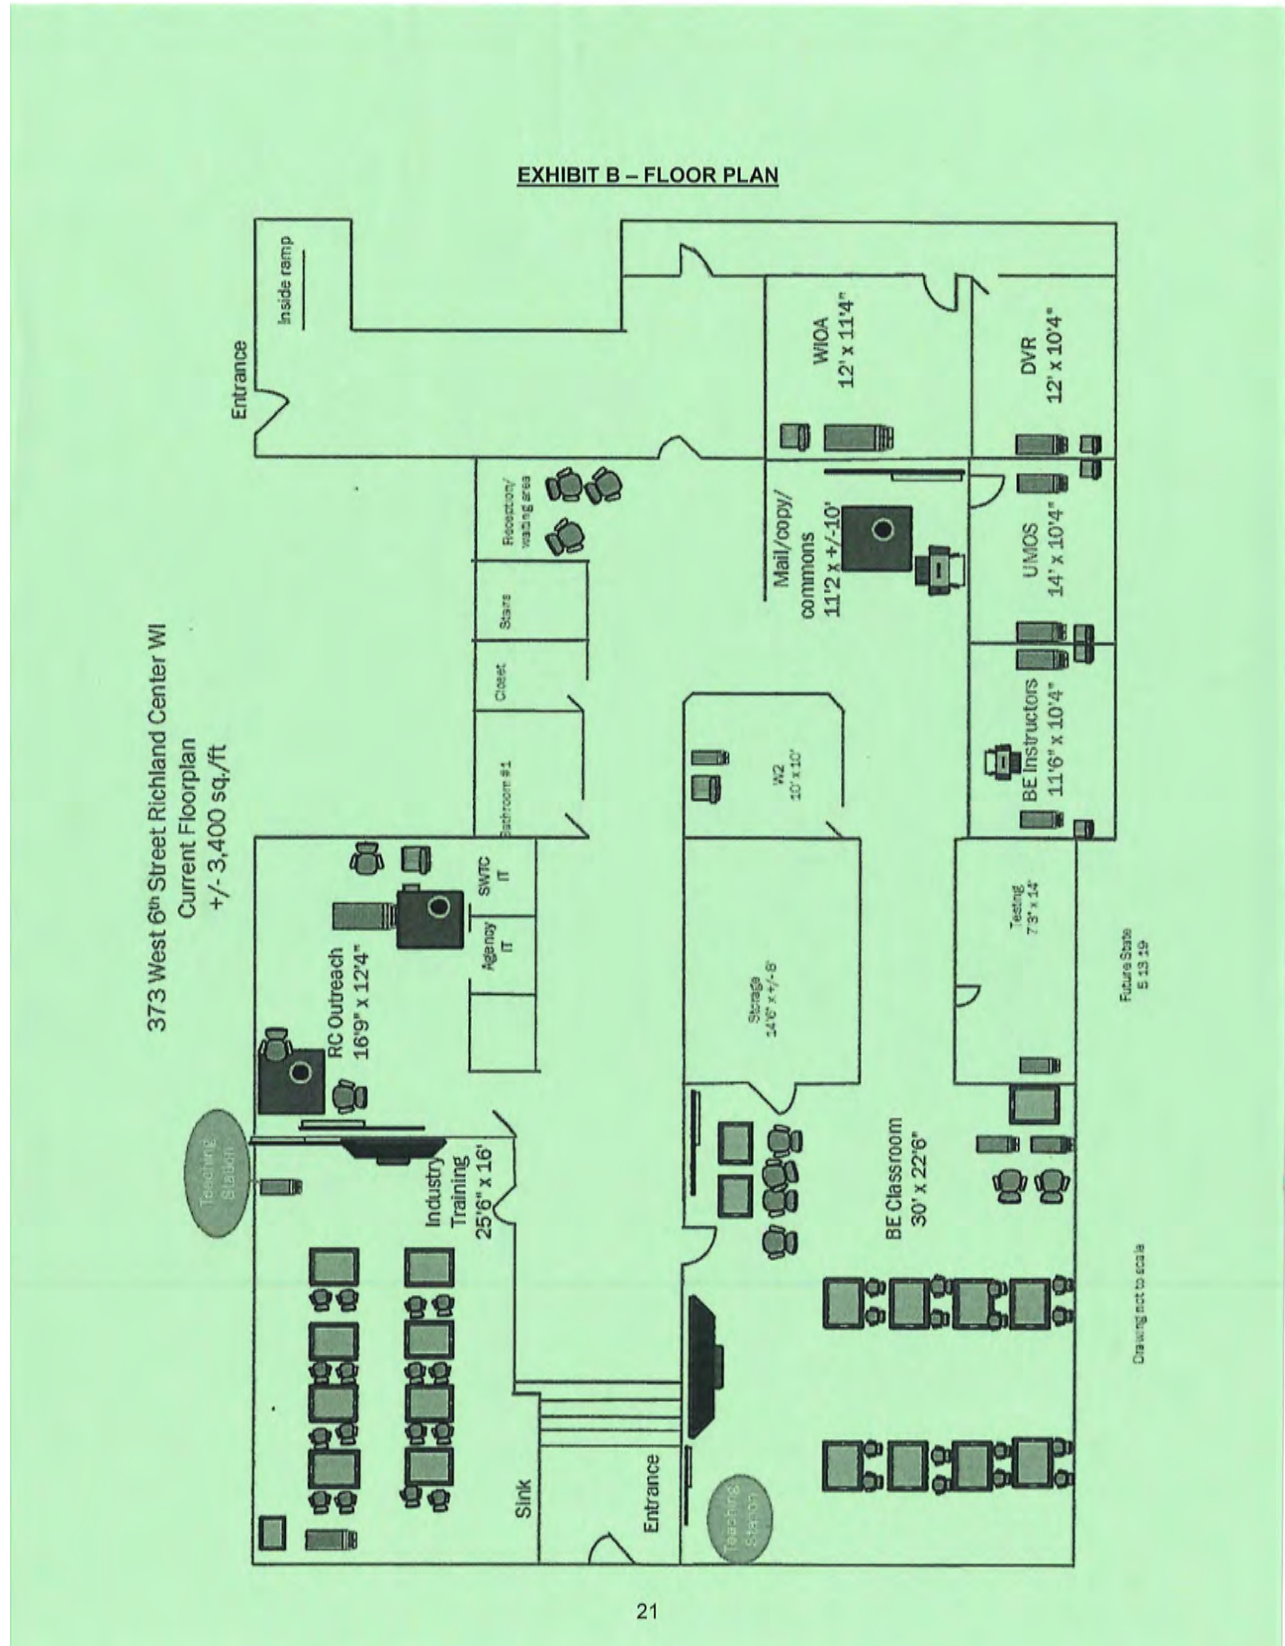 EXHIBIT B – FLOOR PLAN
373 West 6th Street Richland Center WI
Current Floorplan
+/- 3,400 sq./ft
Entrance
Inside ramp
WIOA
12' x 11'4"
DVR
12' x 10'4"
Reception/
waiting area
Stairs
Closet
Bathroom #1
Mail/copy/
commons
11'2 x +/-10'
UMOS
14' x 10'4"
BE Instructors
11'6" x 10'4"
W2
10' x 10'
SWTC
IT
Agency
IT
RC Outreach
16'9" x 12'4"
Storage
14'6" x +/-8'
Testing
7'3" x 14'
Future State
5 13 19
Teaching
Station
Industry
Training
25'6" x 16'
BE Classroom
30' x 22'6"
Sink
Entrance
Teaching
Station
Drawing not to scale
21